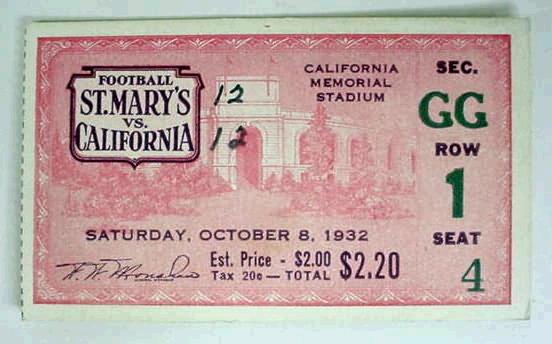 FOOTBALL
ST. MARY'S
VS.
CALIFORNIA
12
12
CALIFORNIA
MEMORIAL
STADIUM
SEC.
GG
ROW
1
SEAT
4
SATURDAY, OCTOBER 8, 1932
Est. Price - $2.00
Tax 20c — TOTAL $2.20